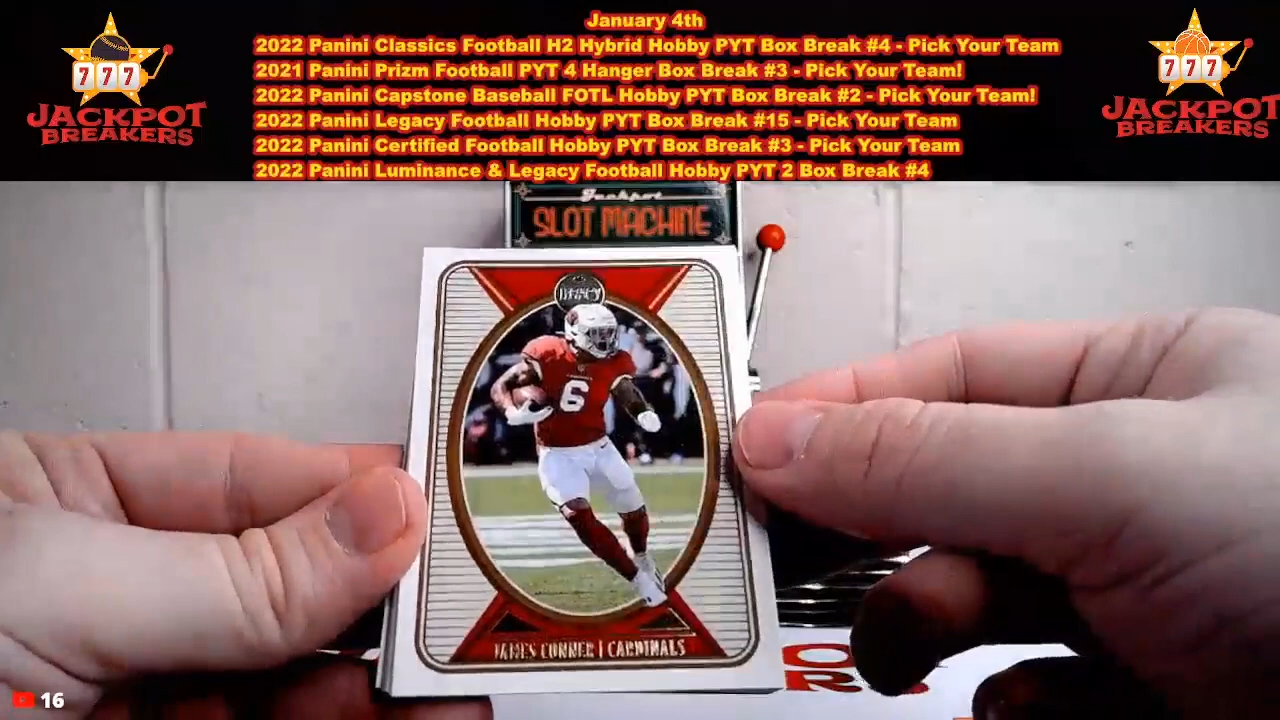 January 4th
2022 Panini Classics Football H2 Hybrid Hobby PYT Box Break #4 - Pick Your Team
2021 Panini Prizm Football PYT 4 Hanger Box Break #3 - Pick Your Team!
2022 Panini Capstone Baseball FOTL Hobby PYT Box Break #2 - Pick Your Team!
2022 Panini Legacy Football Hobby PYT Box Break #15 - Pick Your Team
2022 Panini Certified Football Hobby PYT Box Break #3 - Pick Your Team
2022 Panini Luminance & Legacy Football Hobby PYT 2 Box Break #4
777
JACKPOT
BREAKERS
777
JACKPOT
BREAKERS
Jackpot
SLOT MACHINE
LEGACY
6
JAMES CONNER | CARDINALS
16